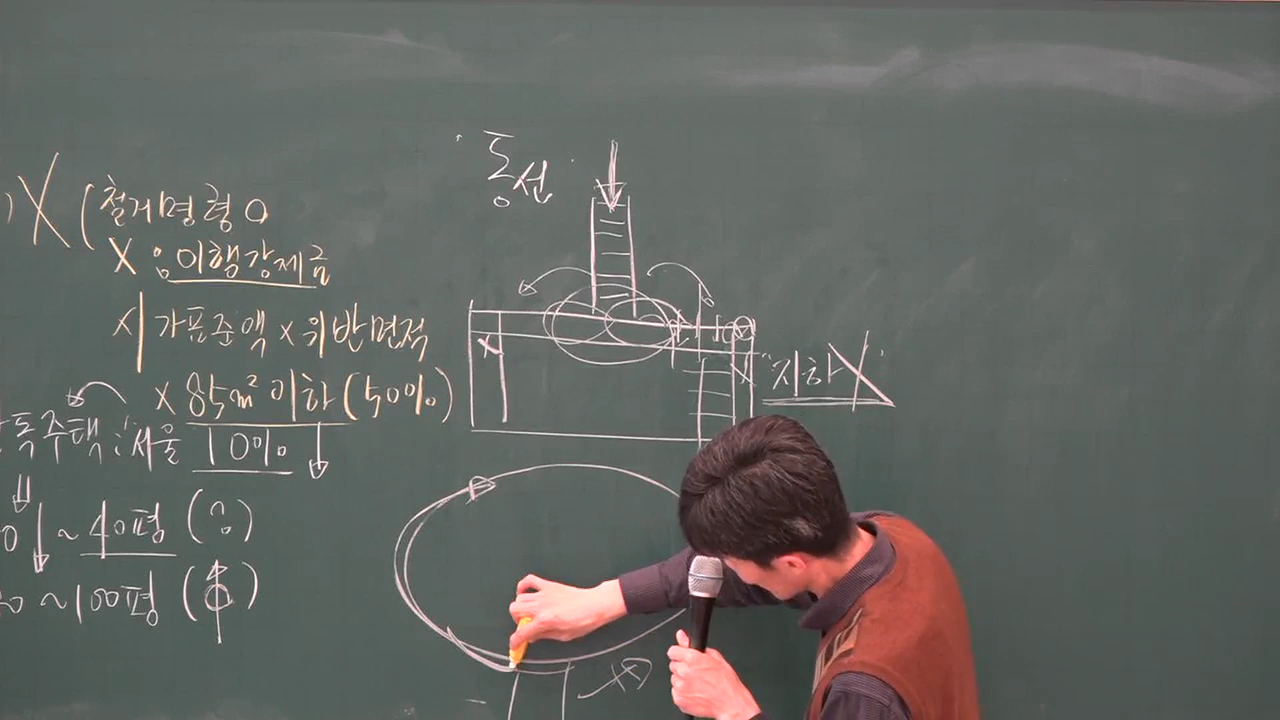 X (철거명령 O
X 이행강제금
시가표준액 x 위반면적
x 85m² 이하 (50%)
주택 서울 10% ↓
~ 40평
~ 100평
동선
지하 X